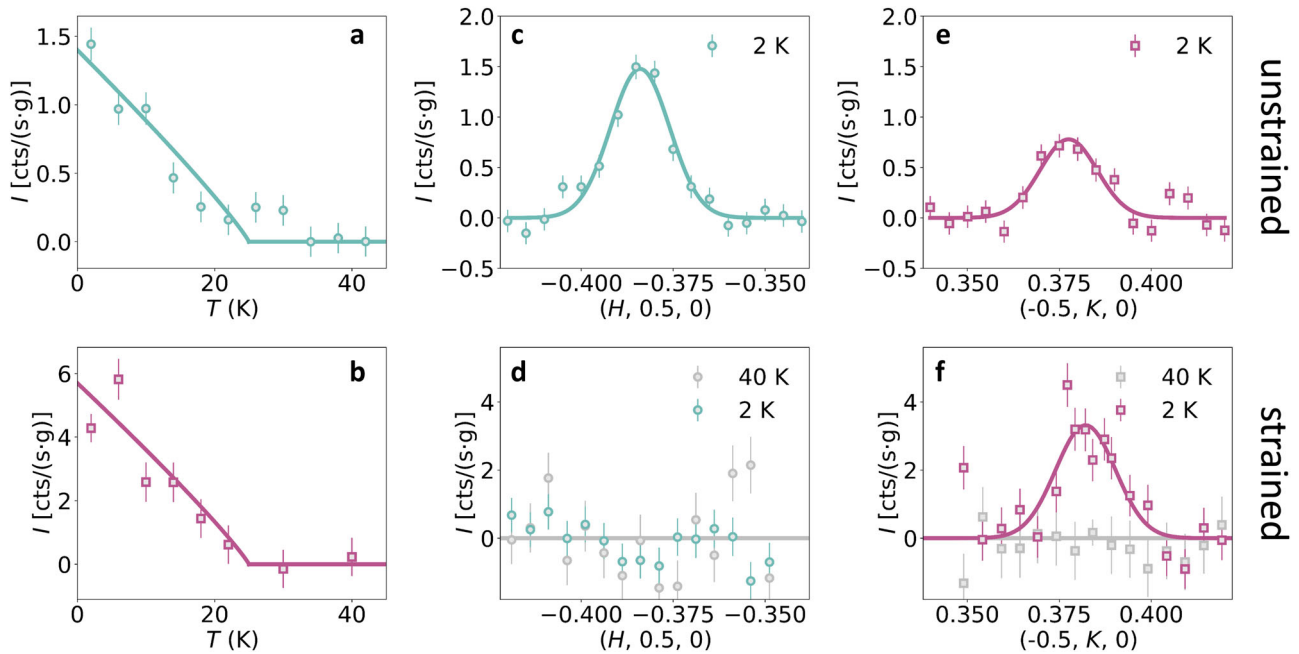 a
I [cts/(s·g)]
1.5
1.0
0.5
0.0
0
20
40
T (K)
c
2 K
I [cts/(s·g)]
2.0
1.5
1.0
0.5
0.0
−0.5
−0.400
−0.375
−0.350
(H, 0.5, 0)
e
2 K
I [cts/(s·g)]
2.0
1.5
1.0
0.5
0.0
−0.5
0.350
0.375
0.400
(-0.5, K, 0)
unstrained
b
I [cts/(s·g)]
6
4
2
0
0
20
40
T (K)
d
40 K
2 K
I [cts/(s·g)]
4
2
0
−0.400
−0.375
−0.350
(H, 0.5, 0)
f
40 K
2 K
I [cts/(s·g)]
4
2
0
0.350
0.375
0.400
(-0.5, K, 0)
strained